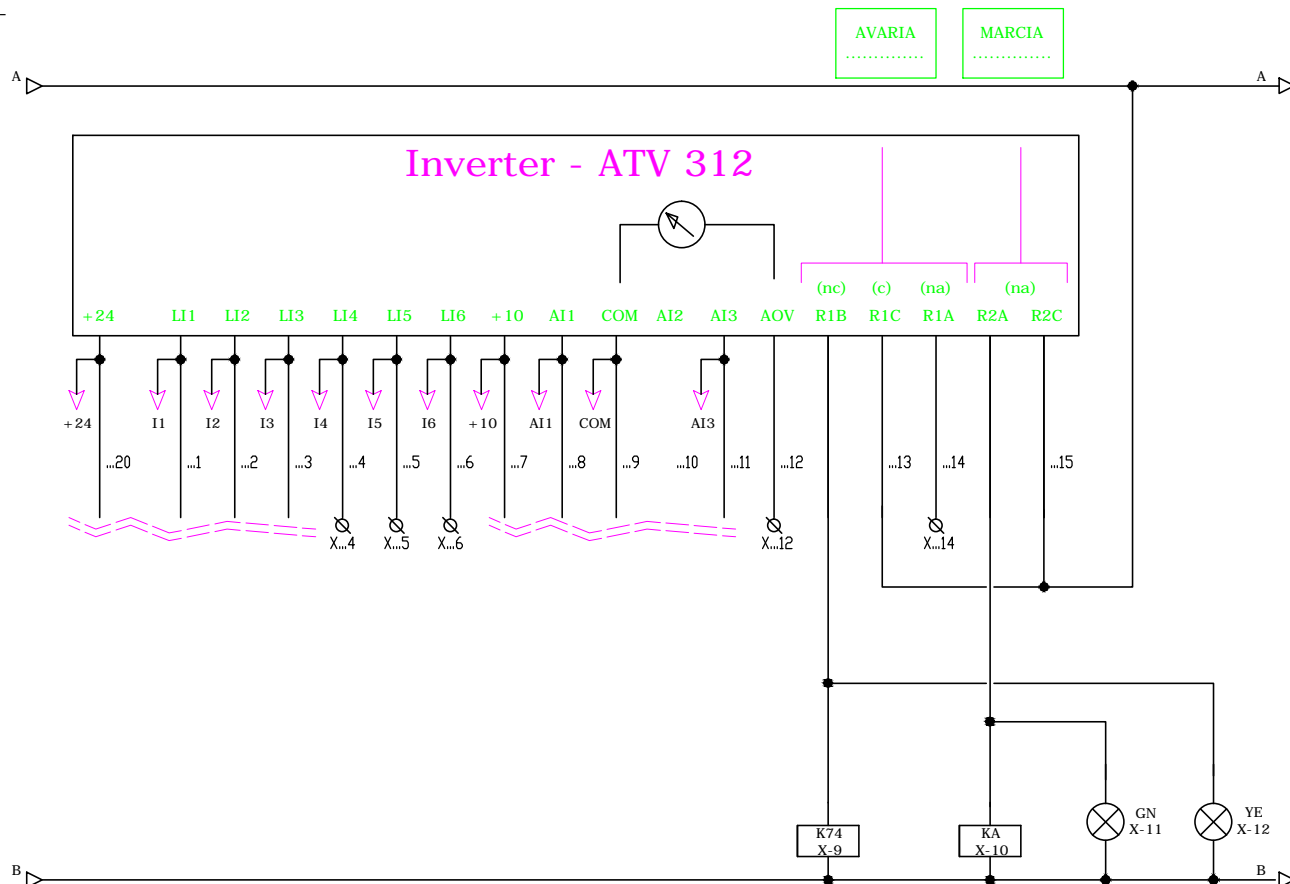 AVARIA
..............
MARCIA
..............
A
A
Inverter - ATV 312
(nc) (c) (na) (na)
+24 LI1 LI2 LI3 LI4 LI5 LI6 +10 AI1 COM AI2 AI3 AOV R1B R1C R1A R2A R2C
+24 I1 I2 I3 I4 I5 I6 +10 AI1 COM AI3
...20 ...1 ...2 ...3 ...4 ...5 ...6 ...7 ...8 ...9 ...10 ...11 ...12 ...13 ...14 ...15
X...4 X...5 X...6 X...12 X...14
K74
X-9
KA
X-10
GN
X-11
YE
X-12
B
B